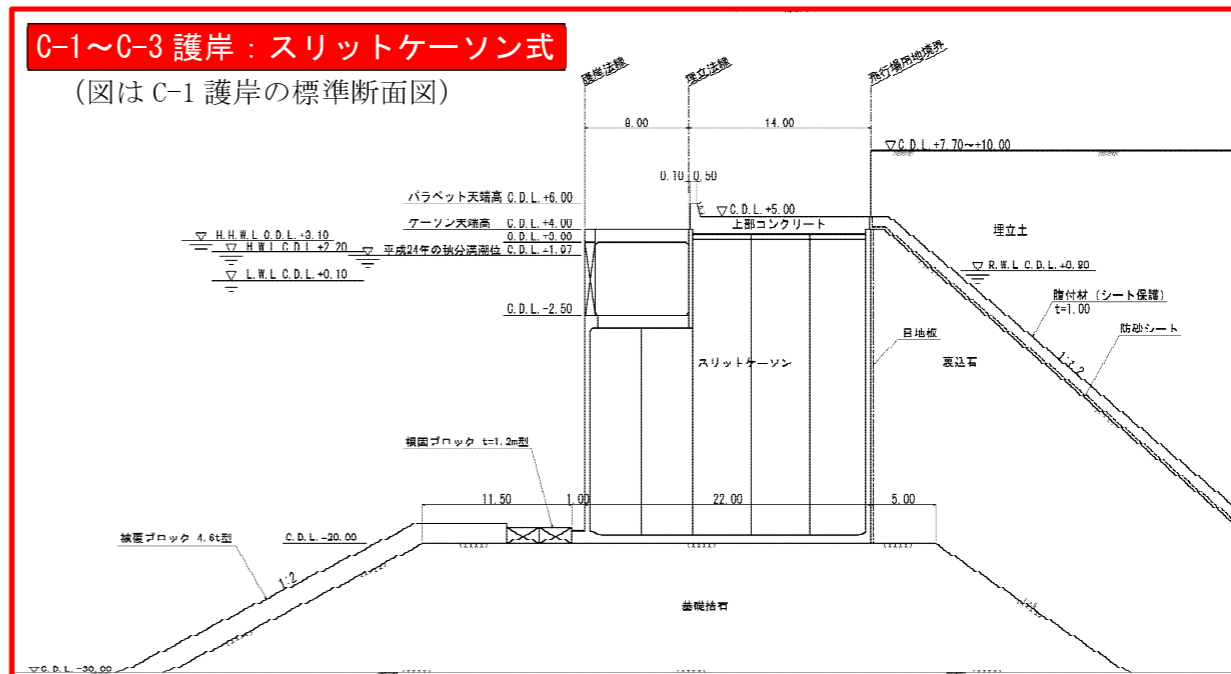 C-1～C-3 護岸：スリットケーソン式
(図は C-1 護岸の標準断面図)
護岸法線
埋立法線
飛行場用地境界
8.00
14.00
▽C.D.L.+7.70～+10.00
0.10 0.50
パラペット天端高 C.D.L.+6.00
▽C.D.L.+5.00
ケーソン天端高 C.D.L.+4.00
上部コンクリート
埋立土
▽ H.H.W.L C.D.L.+3.10
C.D.L.+3.00
▽ H.W.L C.D.L.+2.20
▽ 平成24年の秋分満潮位 C.D.L.+1.97
▽ L.W.L C.D.L.+0.10
▽ R.W.L C.D.L.+0.80
腹付材 (シート保護)
t=1.00
C.D.L.-2.50
防砂シート
目地板
スリットケーソン
裏込石
1:1.2
根固ブロック t=1.2m型
11.50
1.00
22.00
5.00
被覆ブロック 4.6t型
C.D.L.-20.00
1:2
基礎捨石
▽C.D.L.-30.00